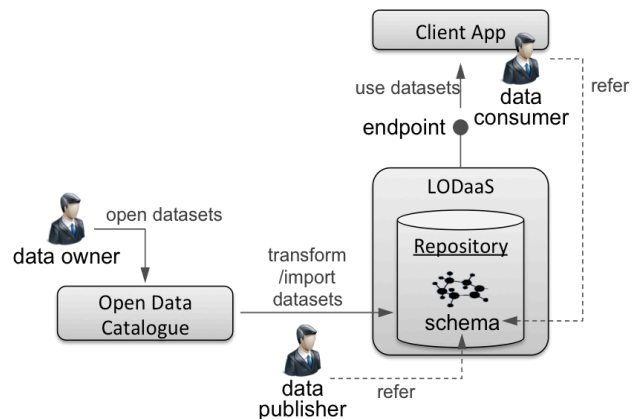 Client App
use datasets
data
consumer
refer
endpoint
LODaaS
open datasets
data owner
Repository
transform
/import
datasets
Open Data
Catalogue
schema
data
publisher
refer